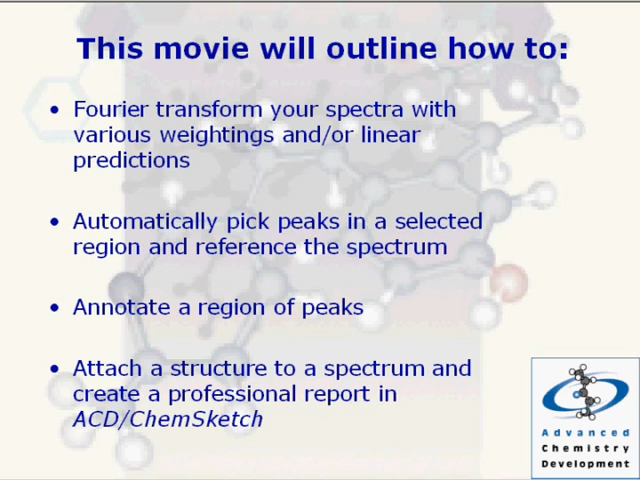 This movie will outline how to:
• Fourier transform your spectra with
various weightings and/or linear
predictions
• Automatically pick peaks in a selected
region and reference the spectrum
• Annotate a region of peaks
• Attach a structure to a spectrum and
create a professional report in
ACD/ChemSketch
Advanced
Chemistry
Development